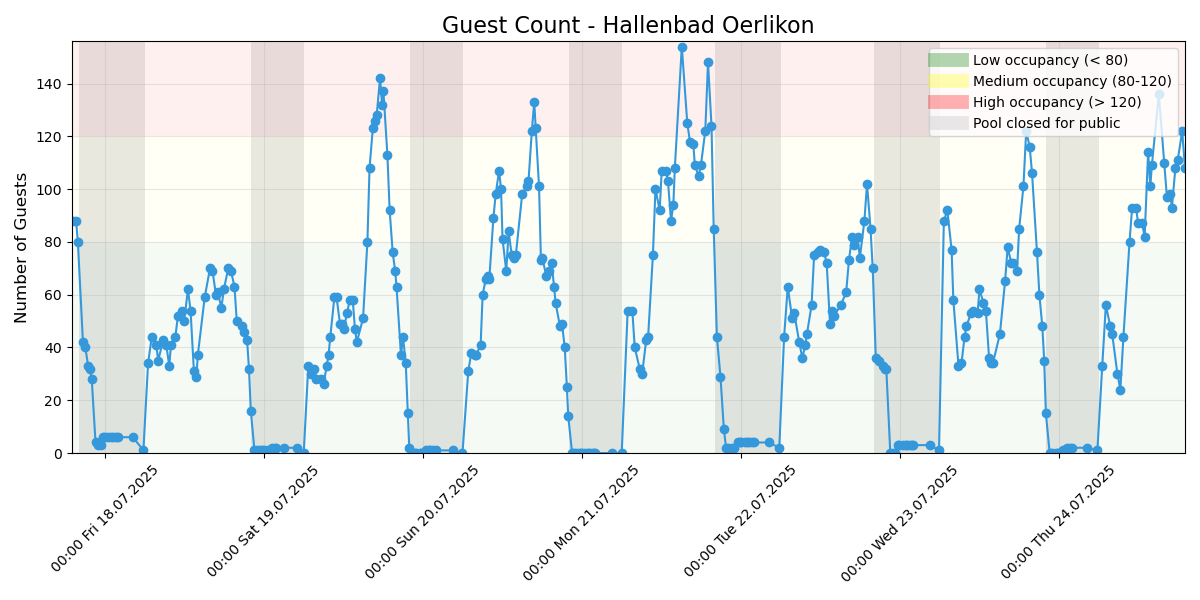 Guest Count - Hallenbad Oerlikon
Low occupancy (< 80)
Medium occupancy (80-120)
High occupancy (> 120)
Pool closed for public
Number of Guests
140
120
100
80
60
40
20
0
00:00 Fri 18.07.2025
00:00 Sat 19.07.2025
00:00 Sun 20.07.2025
00:00 Mon 21.07.2025
00:00 Tue 22.07.2025
00:00 Wed 23.07.2025
00:00 Thu 24.07.2025